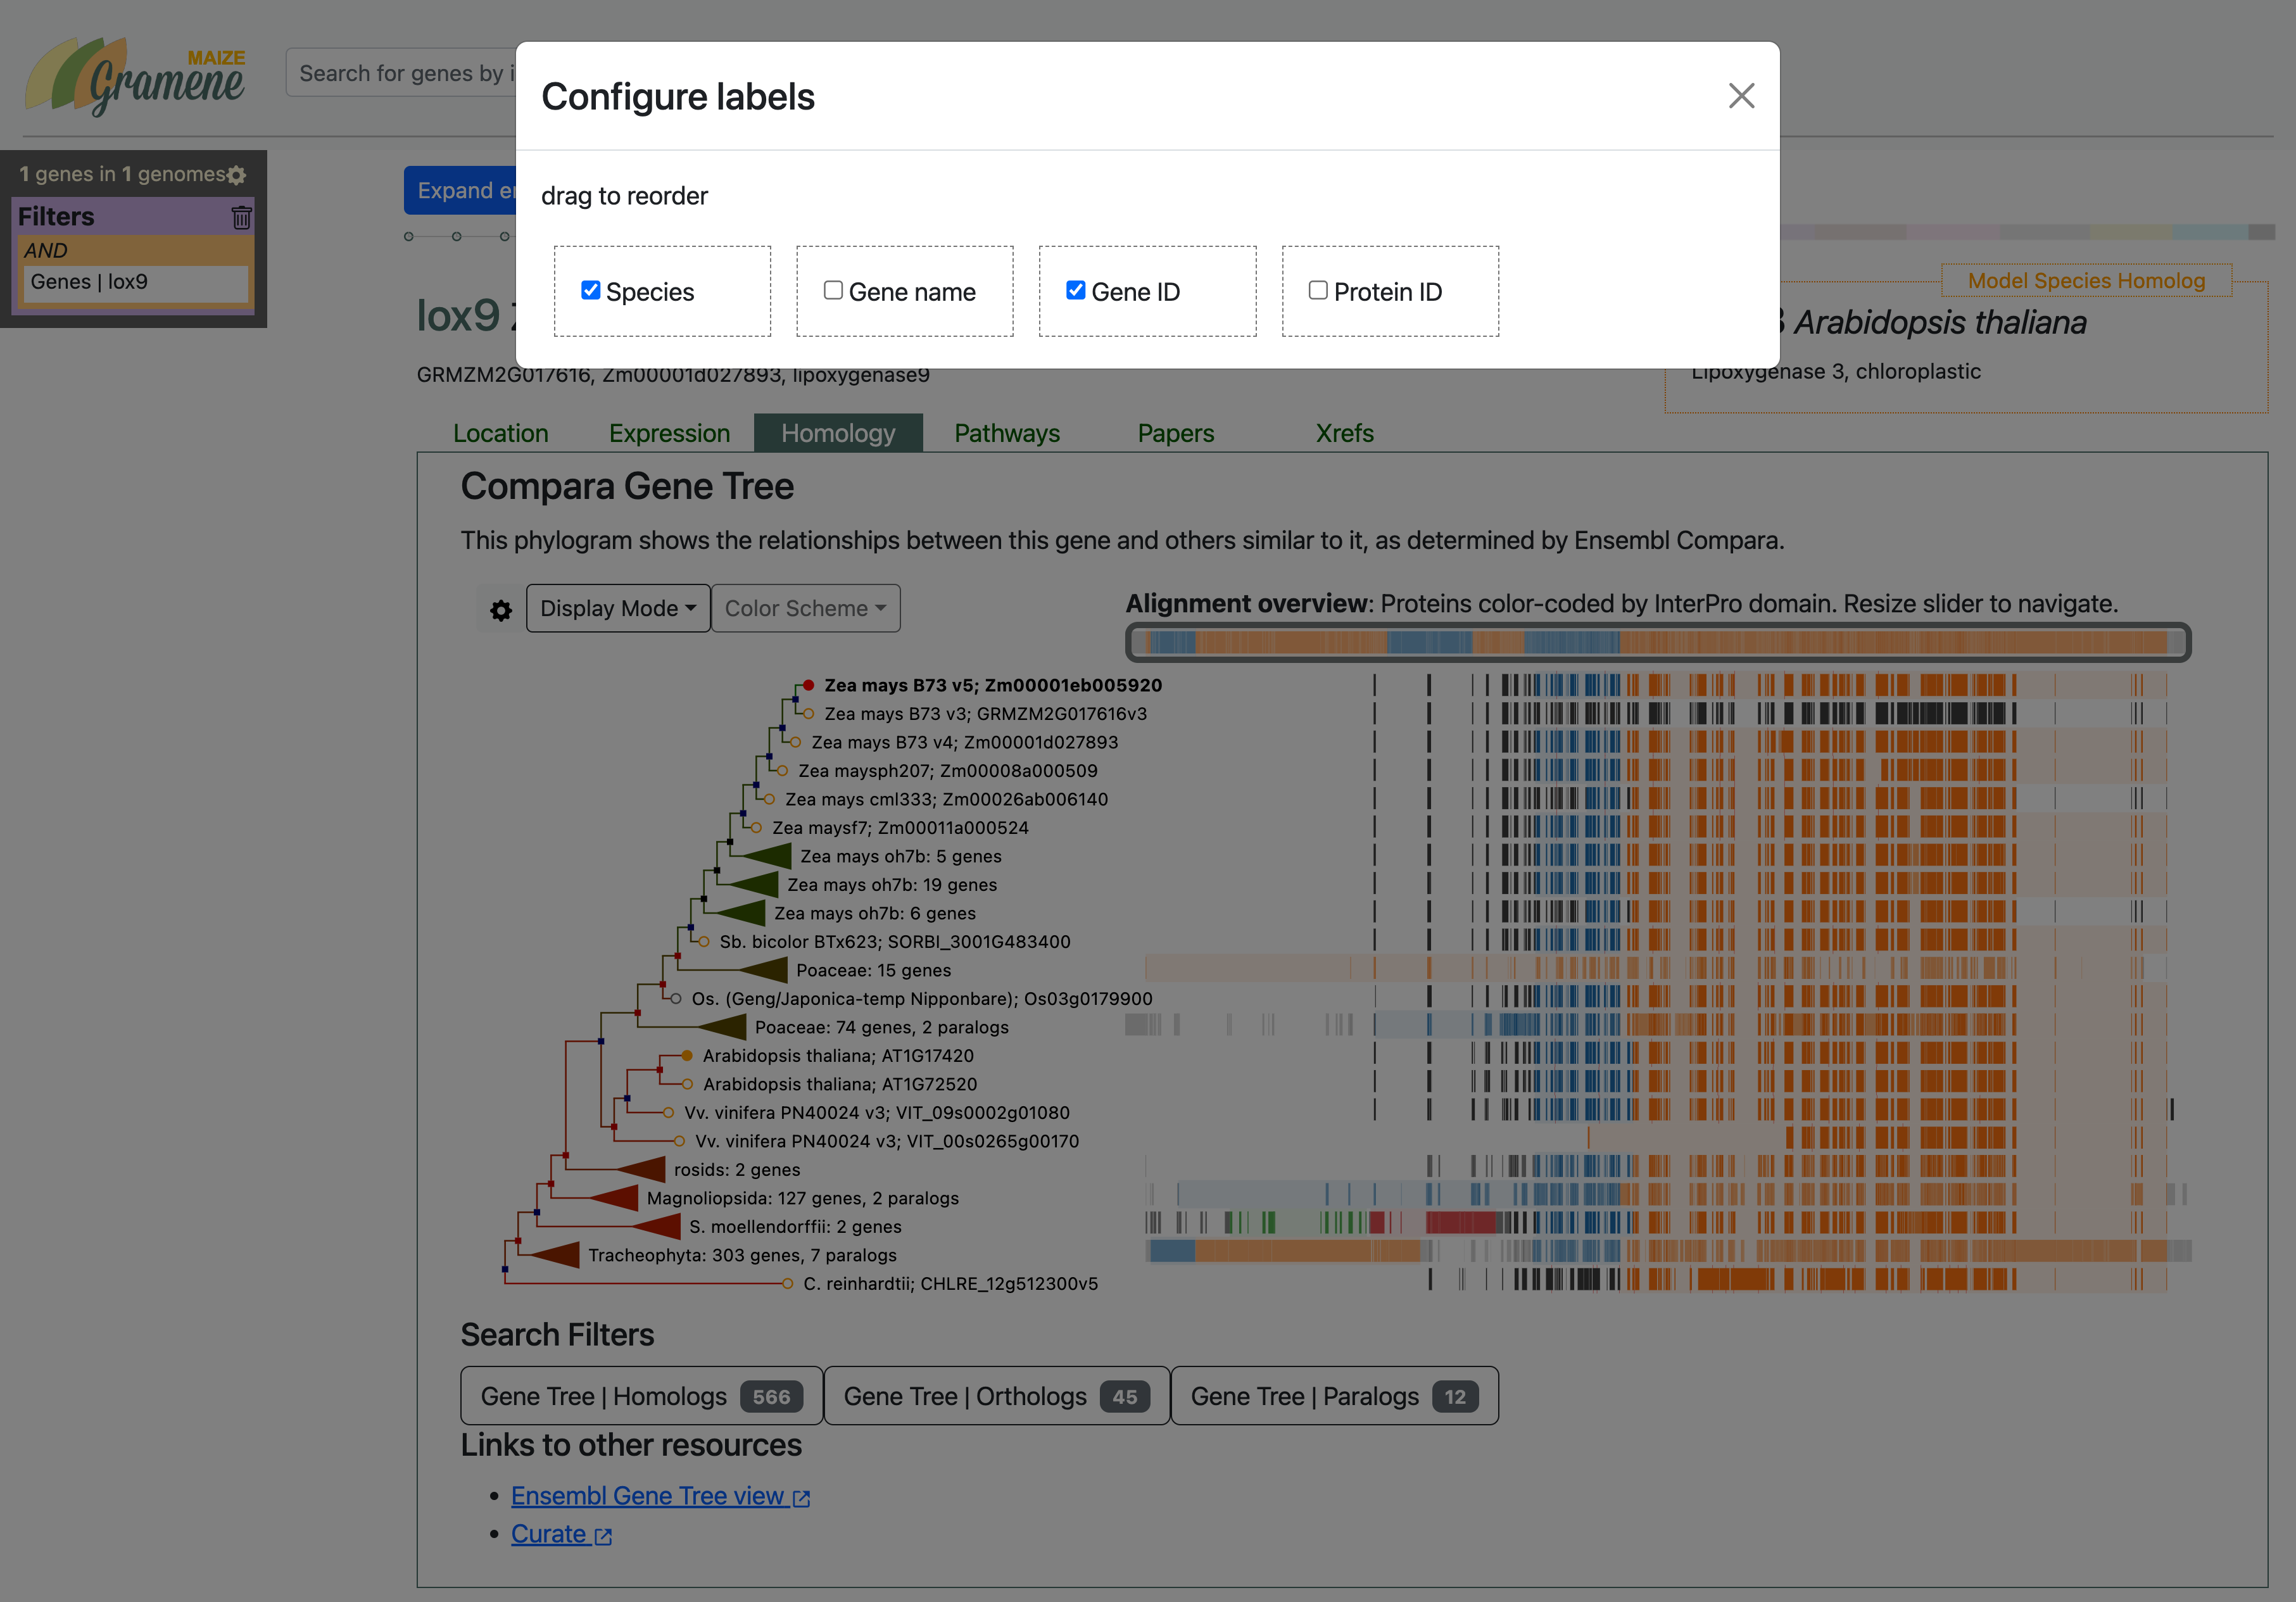 MAIZE
Gramene
Search for genes by
Configure labels
drag to reorder
Species
Gene name
Gene ID
Protein ID
1 genes in 1 genomes
Filters
AND
Genes | lox9
Expand
lox9
GRMZM2G017616, Zm00001d027893, lipoxygenase9
Model Species Homolog
Arabidopsis thaliana
Lipoxygenase 3, chloroplastic
Location
Expression
Homology
Pathways
Papers
Xrefs
Compara Gene Tree
This phylogram shows the relationships between this gene and others similar to it, as determined by Ensembl Compara.
Display Mode
Color Scheme
Alignment overview: Proteins color-coded by InterPro domain. Resize slider to navigate.
Zea mays B73 v5; Zm00001eb005920
Zea mays B73 v3; GRMZM2G017616v3
Zea mays B73 v4; Zm00001d027893
Zea maysph207; Zm00008a000509
Zea mays cml333; Zm00026ab006140
Zea maysf7; Zm00011a000524
Zea mays oh7b: 5 genes
Zea mays oh7b: 19 genes
Zea mays oh7b: 6 genes
Sb. bicolor BTx623; SORBI_3001G483400
Poaceae: 15 genes
Os. (Geng/Japonica-temp Nipponbare); Os03g0179900
Poaceae: 74 genes, 2 paralogs
Arabidopsis thaliana; AT1G17420
Arabidopsis thaliana; AT1G72520
Vv. vinifera PN40024 v3; VIT_09s0002g01080
Vv. vinifera PN40024 v3; VIT_00s0265g00170
rosids: 2 genes
Magnoliopsida: 127 genes, 2 paralogs
S. moellendorffii: 2 genes
Tracheophyta: 303 genes, 7 paralogs
C. reinhardtii; CHLRE_12g512300v5
Search Filters
Gene Tree | Homologs 566
Gene Tree | Orthologs 45
Gene Tree | Paralogs 12
Links to other resources
Ensembl Gene Tree view
Curate